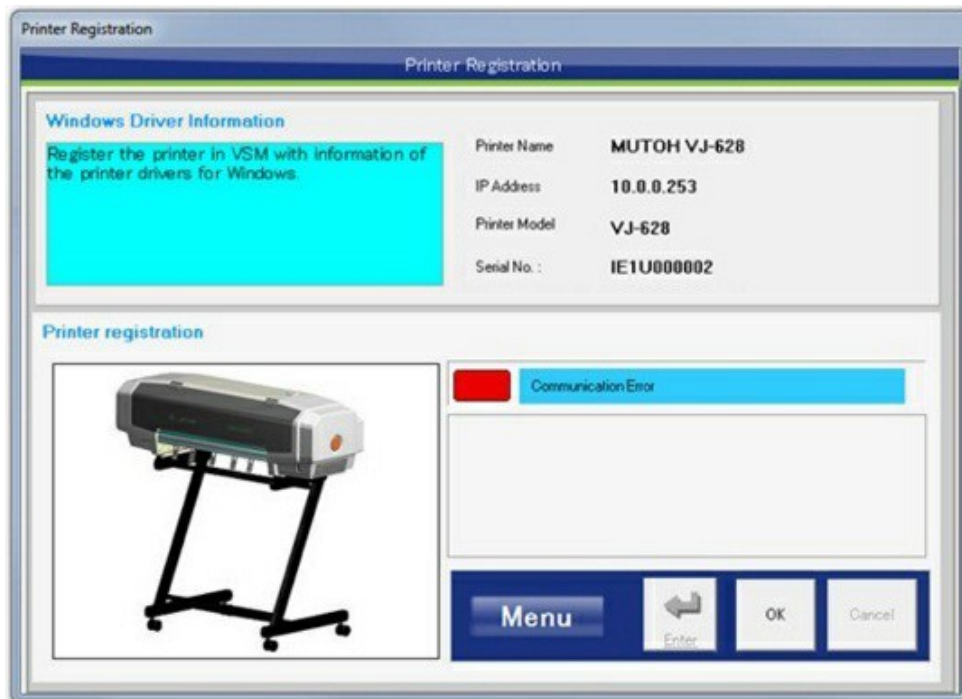 Printer Registration
Printer Registration
Windows Driver Information
Register the printer in VSM with information of
the printer drivers for Windows.
Printer Name MUTOH VJ-628
IP Address 10.0.0.253
Printer Model VJ-628
Serial No. : IE1U000002
Printer registration
Communication Error
Menu
Enter
OK
Cancel